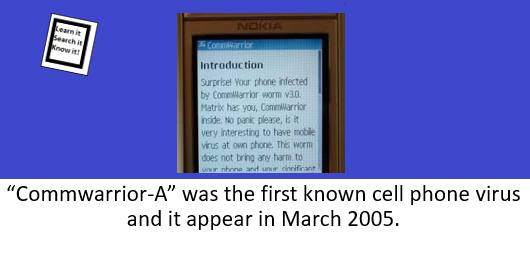 Learn it
Search it
Know it!
NOKIA
CommWarrior
Introduction
Surprise! Your phone infected
by CommWarrior worm v3.0.
Matrix has you, CommWarrior
inside. No panic please, is it
very interesting to have mobile
virus at own phone. This worm
does not bring any harm to
your phone and your significant
“Commwarrior-A” was the first known cell phone virus
and it appear in March 2005.